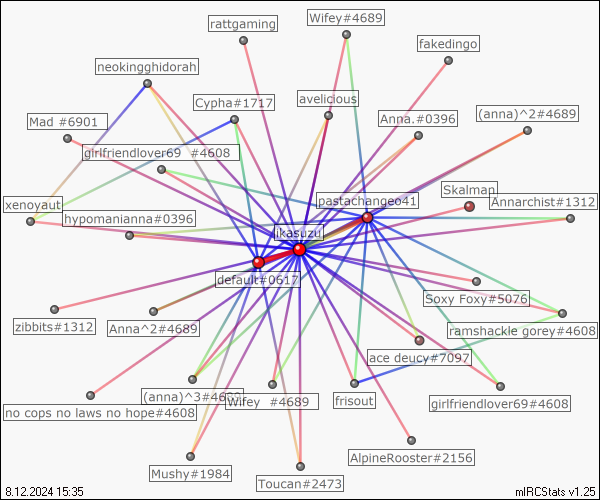 Wifey#4689
rattgaming
fakedingo
neokingghidorah
Cypha#1717
avelicious
Mad #6901
Anna.#0396
(anna)^2#4689
girlfriendlover69 #4608
Skalman
xenoyaut
hypomanianna#0396
pastachangeo41
Annarchist#1312
ikasuzu
default#0617
Soxy Foxy#5076
zibbits#1312
Anna^2#4689
ramshackle gorey#4608
ace deucy#7097
(anna)^3#4689
Wifey #4689
frisout
girlfriendlover69#4608
no cops no laws no hope#4608
AlpineRooster#2156
Mushy#1984
Toucan#2473
8.12.2024 15:35
mIRCStats v1.25